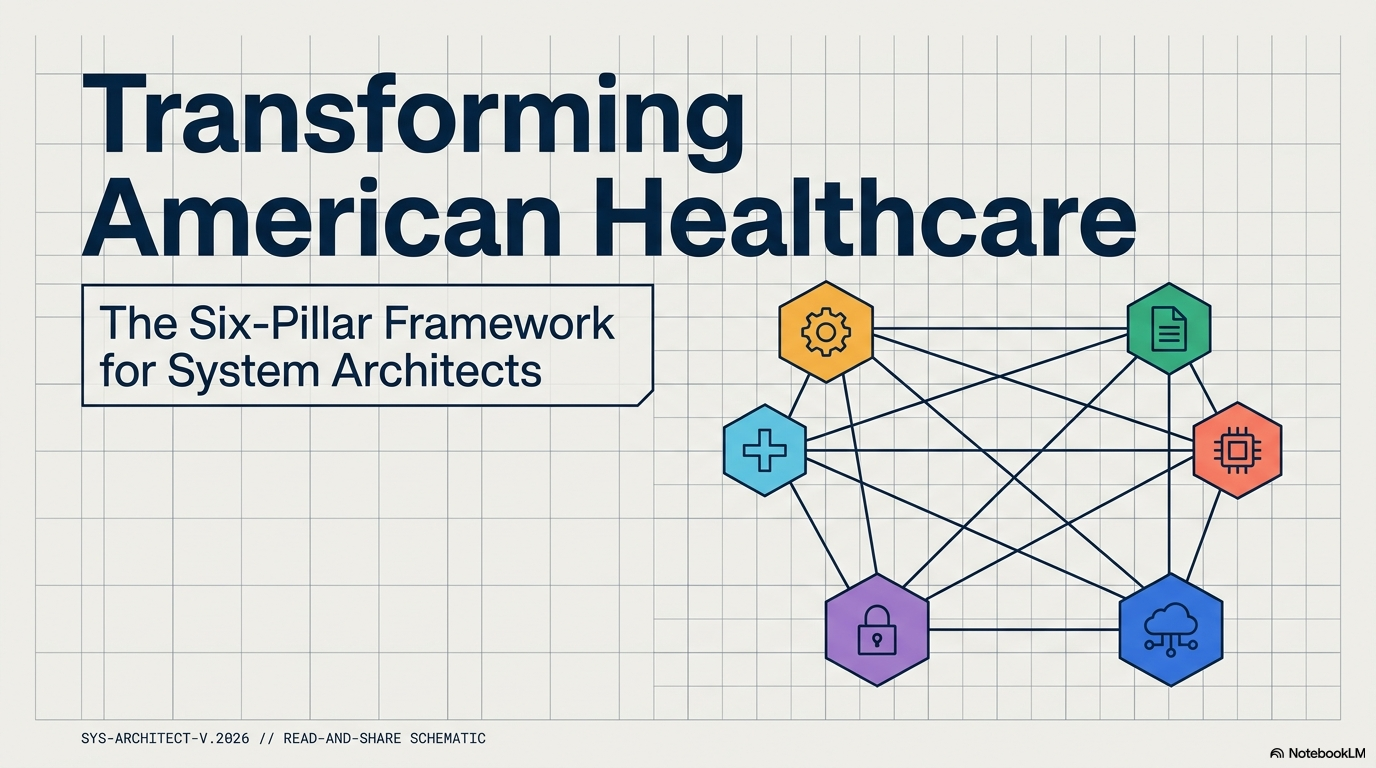 Transforming
American Healthcare
The Six-Pillar Framework
for System Architects
SYS-ARCHITECT-V.2026 // READ-AND-SHARE SCHEMATIC
NotebookLM